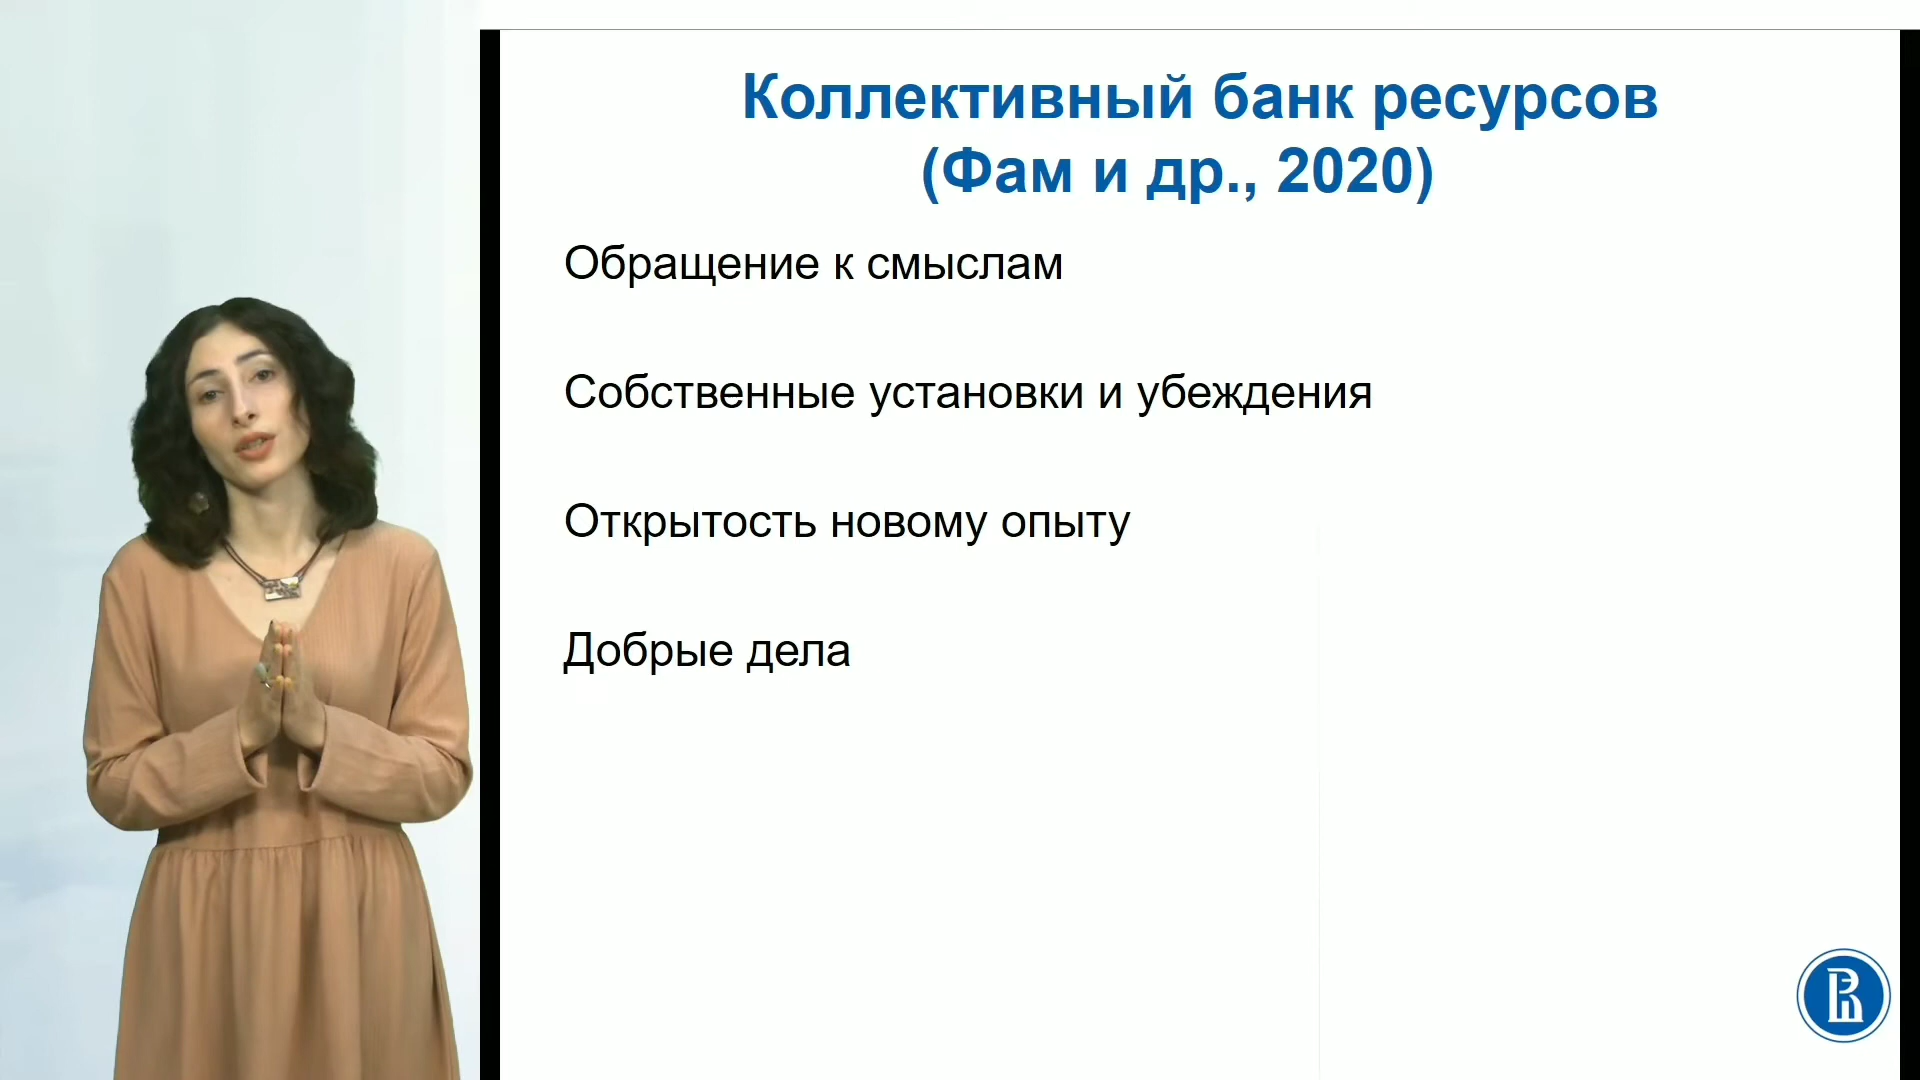 Коллективный банк ресурсов
(Фам и др., 2020)
Обращение к смыслам
Собственные установки и убеждения
Открытость новому опыту
Добрые дела